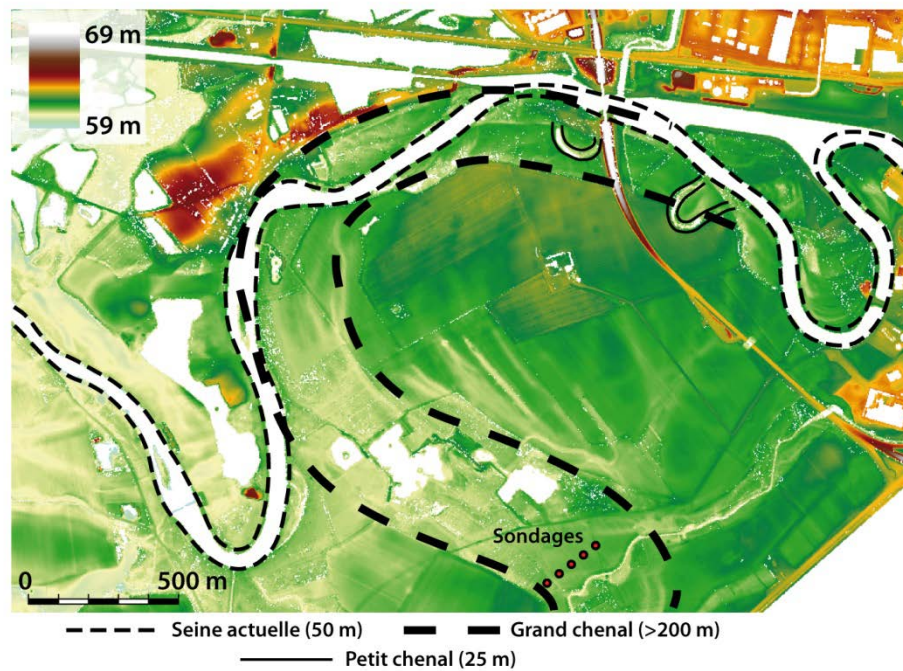 69 m
59 m
Sondages
0
500 m
Seine actuelle (50 m)
Grand chenal (>200 m)
Petit chenal (25 m)